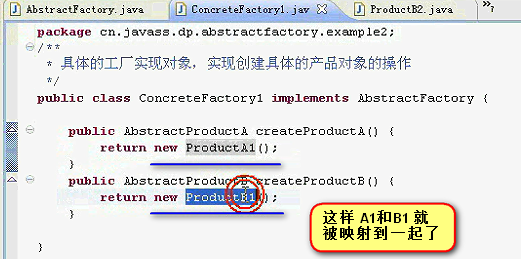 AbstractFactory.java ConcreteFactory1.jav ProductB2.java
package cn.javass.dp.abstractfactory.example2;
/**
* 具体的工厂实现对象，实现创建具体的产品对象的操作
*/
public class ConcreteFactory1 implements AbstractFactory {
public AbstractProductA createProductA() {
return new ProductA1();
}
public AbstractProductB createProductB() {
return new ProductB1();
}
}
这样 A1和B1 就
被映射到一起了